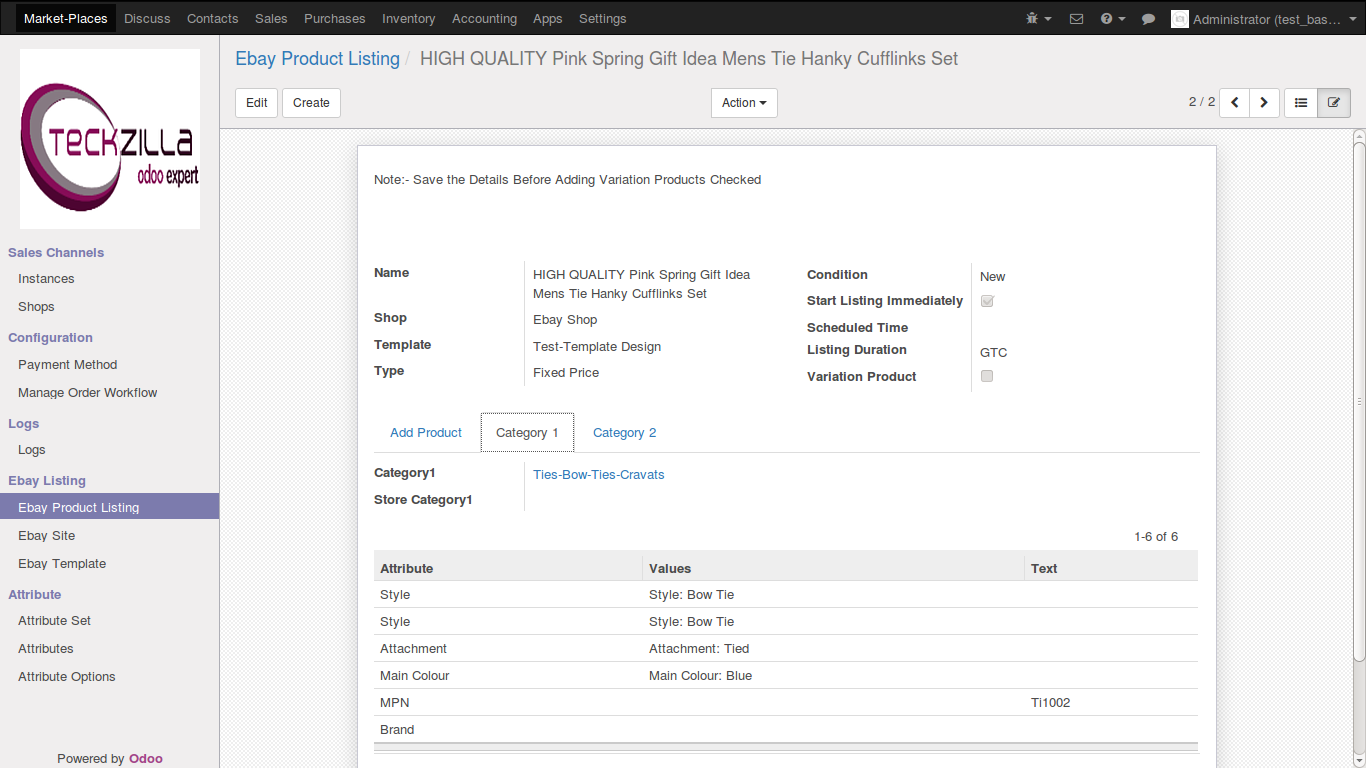 Market-Places Discuss Contacts Sales Purchases Inventory Accounting Apps Settings Administrator (test_bas...
TECKZILLA
odoo expert
Sales Channels
Instances
Shops
Configuration
Payment Method
Manage Order Workflow
Logs
Logs
Ebay Listing
Ebay Product Listing
Ebay Site
Ebay Template
Attribute
Attribute Set
Attributes
Attribute Options
Powered by Odoo
Ebay Product Listing / HIGH QUALITY Pink Spring Gift Idea Mens Tie Hanky Cufflinks Set
Edit Create Action 2 / 2
Note:- Save the Details Before Adding Variation Products Checked
Name HIGH QUALITY Pink Spring Gift Idea
Mens Tie Hanky Cufflinks Set
Shop Ebay Shop
Template Test-Template Design
Type Fixed Price
Condition New
Start Listing Immediately
Scheduled Time
Listing Duration GTC
Variation Product
Add Product Category 1 Category 2
Category1 Ties-Bow-Ties-Cravats
Store Category1
1-6 of 6
Attribute Values Text
Style Style: Bow Tie
Style Style: Bow Tie
Attachment Attachment: Tied
Main Colour Main Colour: Blue
MPN Ti1002
Brand